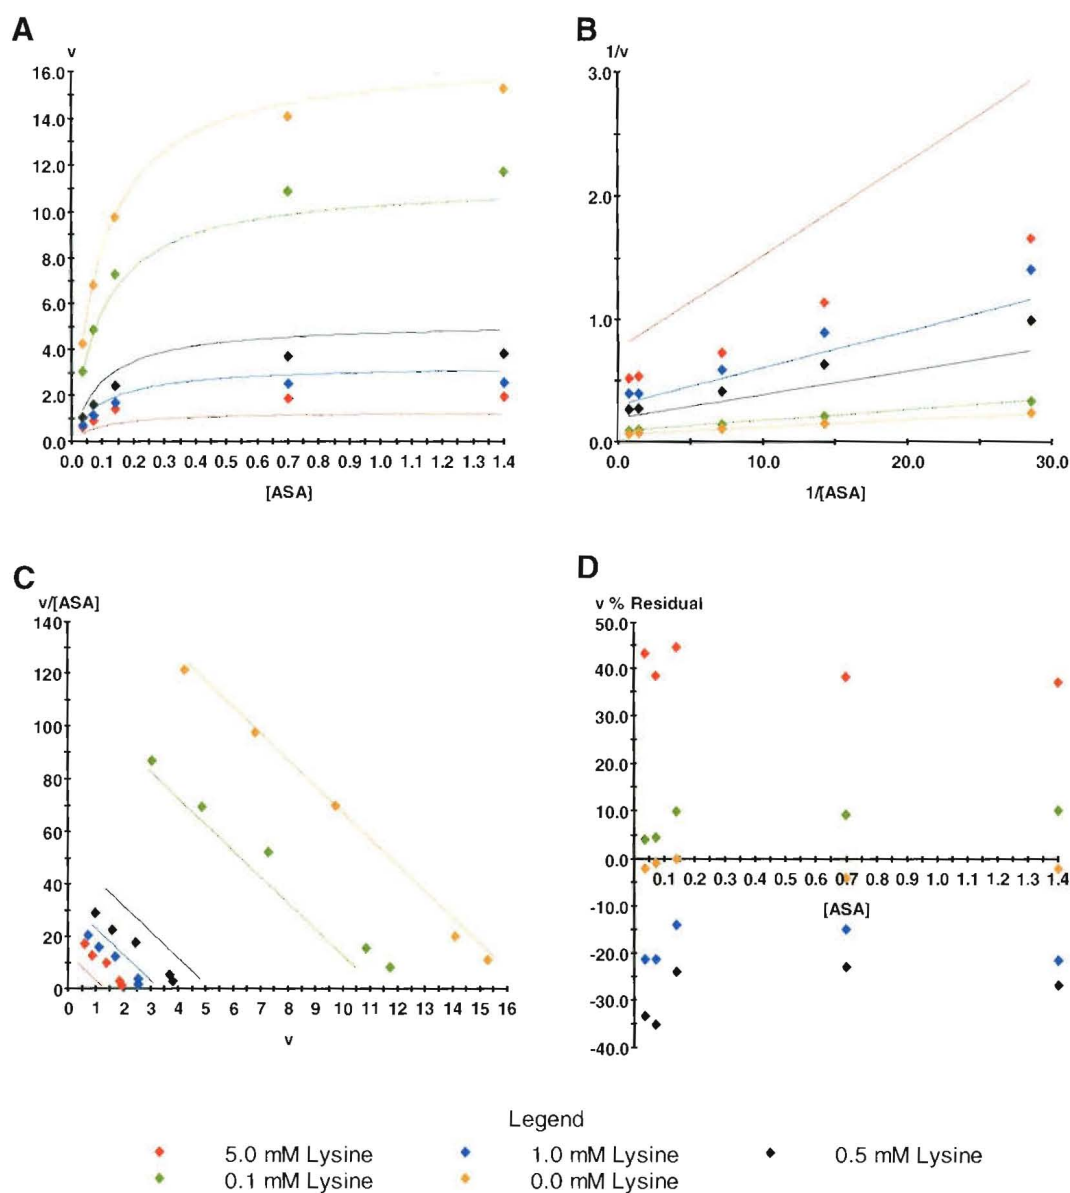 A
v
16.0
14.0
12.0
10.0
8.0
6.0
4.0
2.0
0.0
0.0 0.1 0.2 0.3 0.4 0.5 0.6 0.7 0.8 0.9 1.0 1.1 1.2 1.3 1.4
[ASA]
B
1/v
3.0
2.0
1.0
0.0
0.0 10.0 20.0 30.0
1/[ASA]
C
v/[ASA]
140
120
100
80
60
40
20
0
0 1 2 3 4 5 6 7 8 9 10 11 12 13 14 15 16
v
D
v % Residual
50.0
40.0
30.0
20.0
10.0
0.0
-10.0
-20.0
-30.0
-40.0
0.1 0.2 0.3 0.4 0.5 0.6 0.7 0.8 0.9 1.0 1.1 1.2 1.3 1.4
[ASA]
Legend
5.0 mM Lysine 1.0 mM Lysine 0.5 mM Lysine
0.1 mM Lysine 0.0 mM Lysine